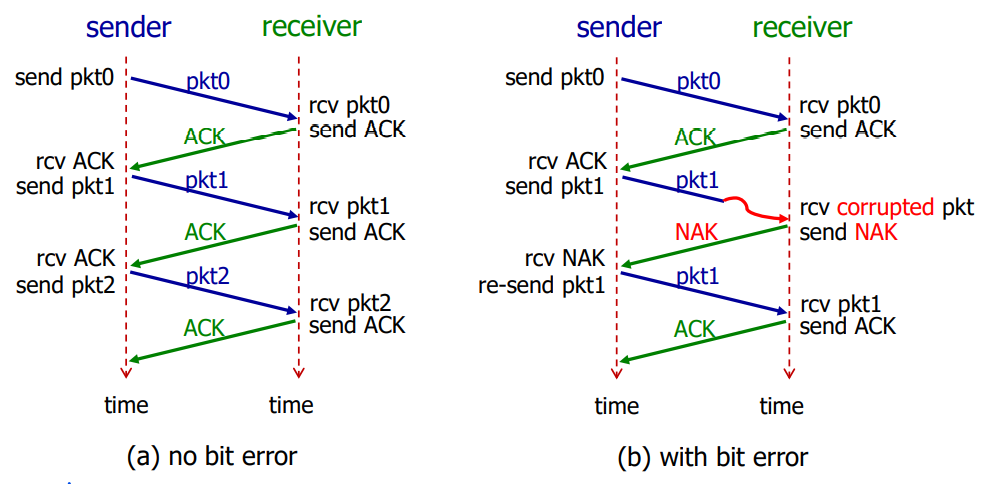 sender
receiver
send pkt0
pkt0
rcv pkt0
send ACK
ACK
rcv ACK
send pkt1
pkt1
rcv pkt1
send ACK
ACK
rcv ACK
send pkt2
pkt2
rcv pkt2
send ACK
ACK
time
time
(a) no bit error
sender
receiver
send pkt0
pkt0
rcv pkt0
send ACK
ACK
rcv ACK
send pkt1
pkt1
rcv corrupted pkt
send NAK
NAK
rcv NAK
re-send pkt1
pkt1
rcv pkt1
send ACK
ACK
time
time
(b) with bit error